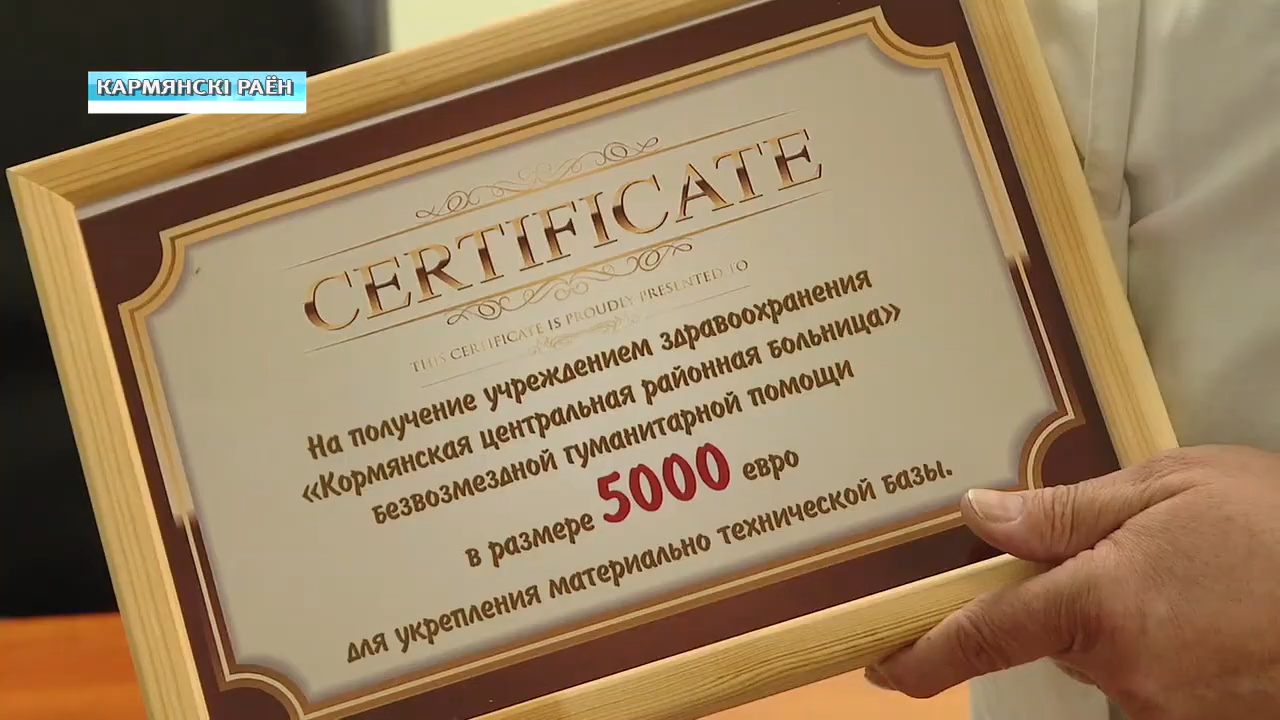 КАРМЯНСКІ РАЁН
CERTIFICATE
THIS CERTIFICATE IS PROUDLY PRESENTED TO
На получение учреждением здравоохранения
«Кормянская центральная районная больница»
безвозмездной гуманитарной помощи
в размере 5000 евро
для укрепления материально технической базы.